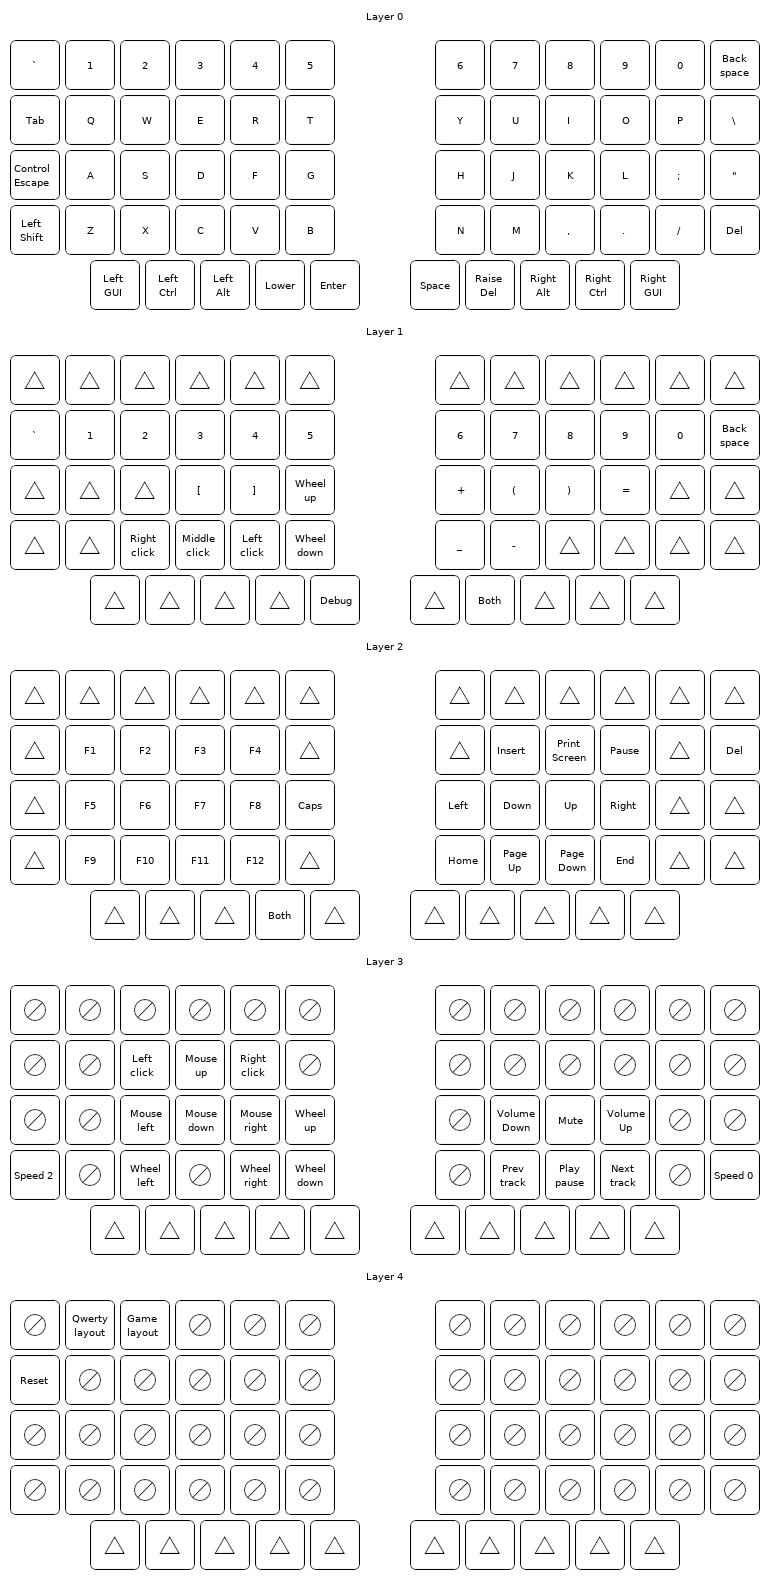 Layer 0
` 1 2 3 4 5 6 7 8 9 0 Back space
Tab Q W E R T Y U I O P \
Control Escape A S D F G H J K L ; "
Left Shift Z X C V B N M , . / Del
Left GUI Left Ctrl Left Alt Lower Enter Space Raise Del Right Alt Right Ctrl Right GUI
Layer 1
` 1 2 3 4 5 6 7 8 9 0 Back space
[ ] Wheel up + ( ) =
Right click Middle click Left click Wheel down _ -
Debug Both
Layer 2
F1 F2 F3 F4 Insert Print Screen Pause Del
F5 F6 F7 F8 Caps Left Down Up Right
F9 F10 F11 F12 Home Page Up Page Down End
Both
Layer 3
Left click Mouse up Right click
Mouse left Mouse down Mouse right Wheel up Volume Down Mute Volume Up
Speed 2 Wheel left Wheel right Wheel down Prev track Play pause Next track Speed 0
Layer 4
Qwerty layout Game layout
Reset